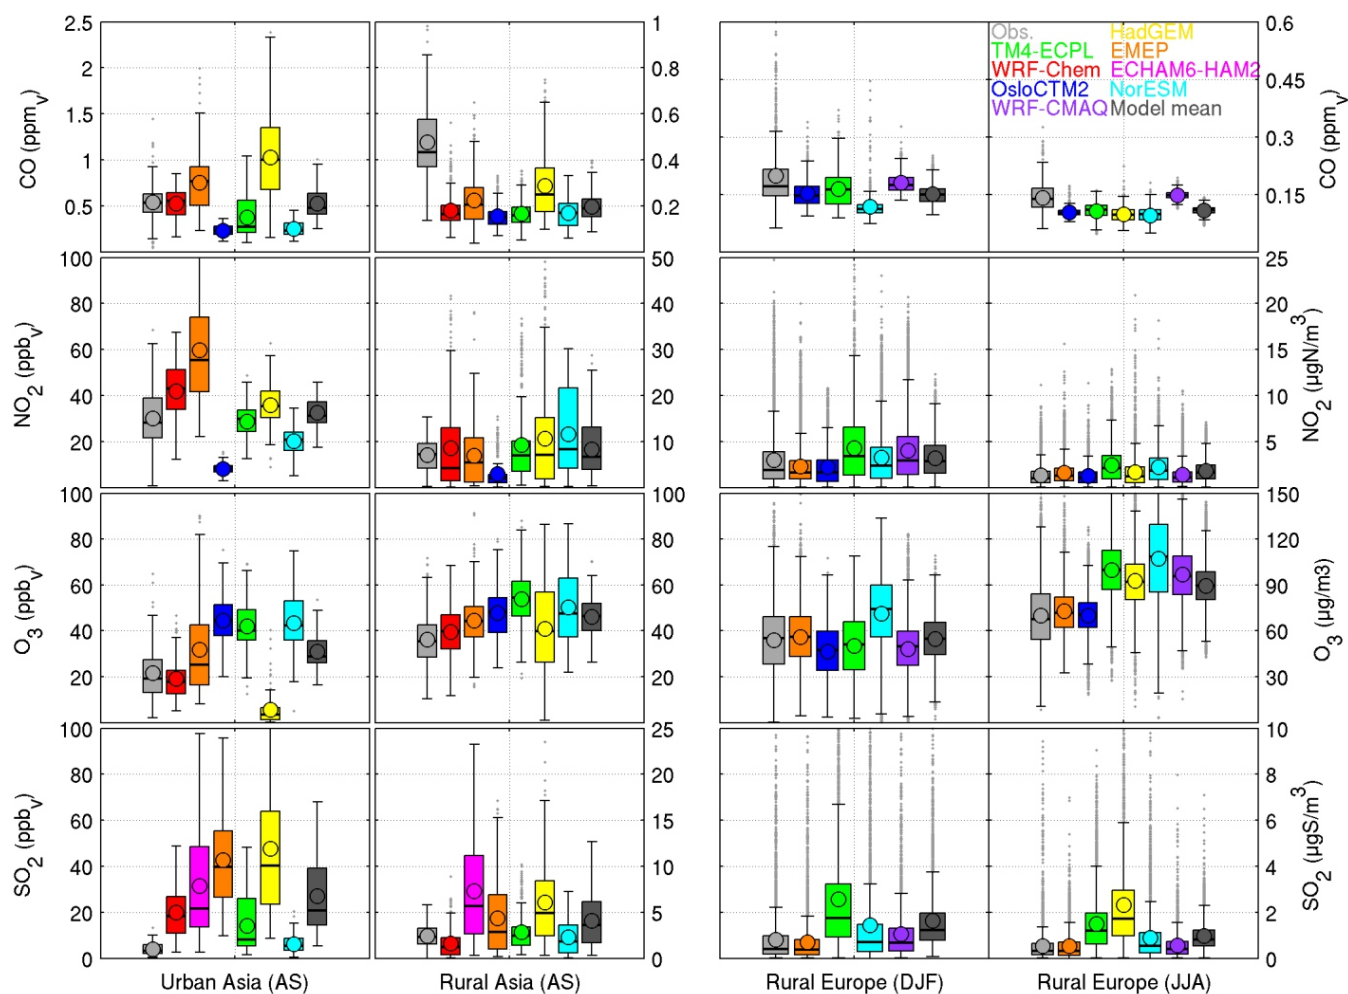 2.5 1 0.6
Obs. HadGEM
TM4-ECPL EMEP
2 0.8 WRF-Chem ECHAM6-HAM2
0.45
OsloCTM2 NorESM
WRF-CMAQ Model mean
1.5 0.6
CO (ppmv) 0.3 CO (ppmv)
1 0.4
0.15
0.5 0.2
100 50 25
80 40 20
NO2 (ppbv) 60 30 15 NO2 (µgN/m3)
40 20 10
20 10 5
100 0 100 0 150
80 80 120
O3 (ppbv) 60 60 90 O3 (µg/m3)
40 40 60
20 20 30
100 25 10
80 20 8
SO2 (ppbv) 60 15 6 SO2 (µgS/m3)
40 10 4
20 5 2
0 0 0
Urban Asia (AS) Rural Asia (AS) Rural Europe (DJF) Rural Europe (JJA)